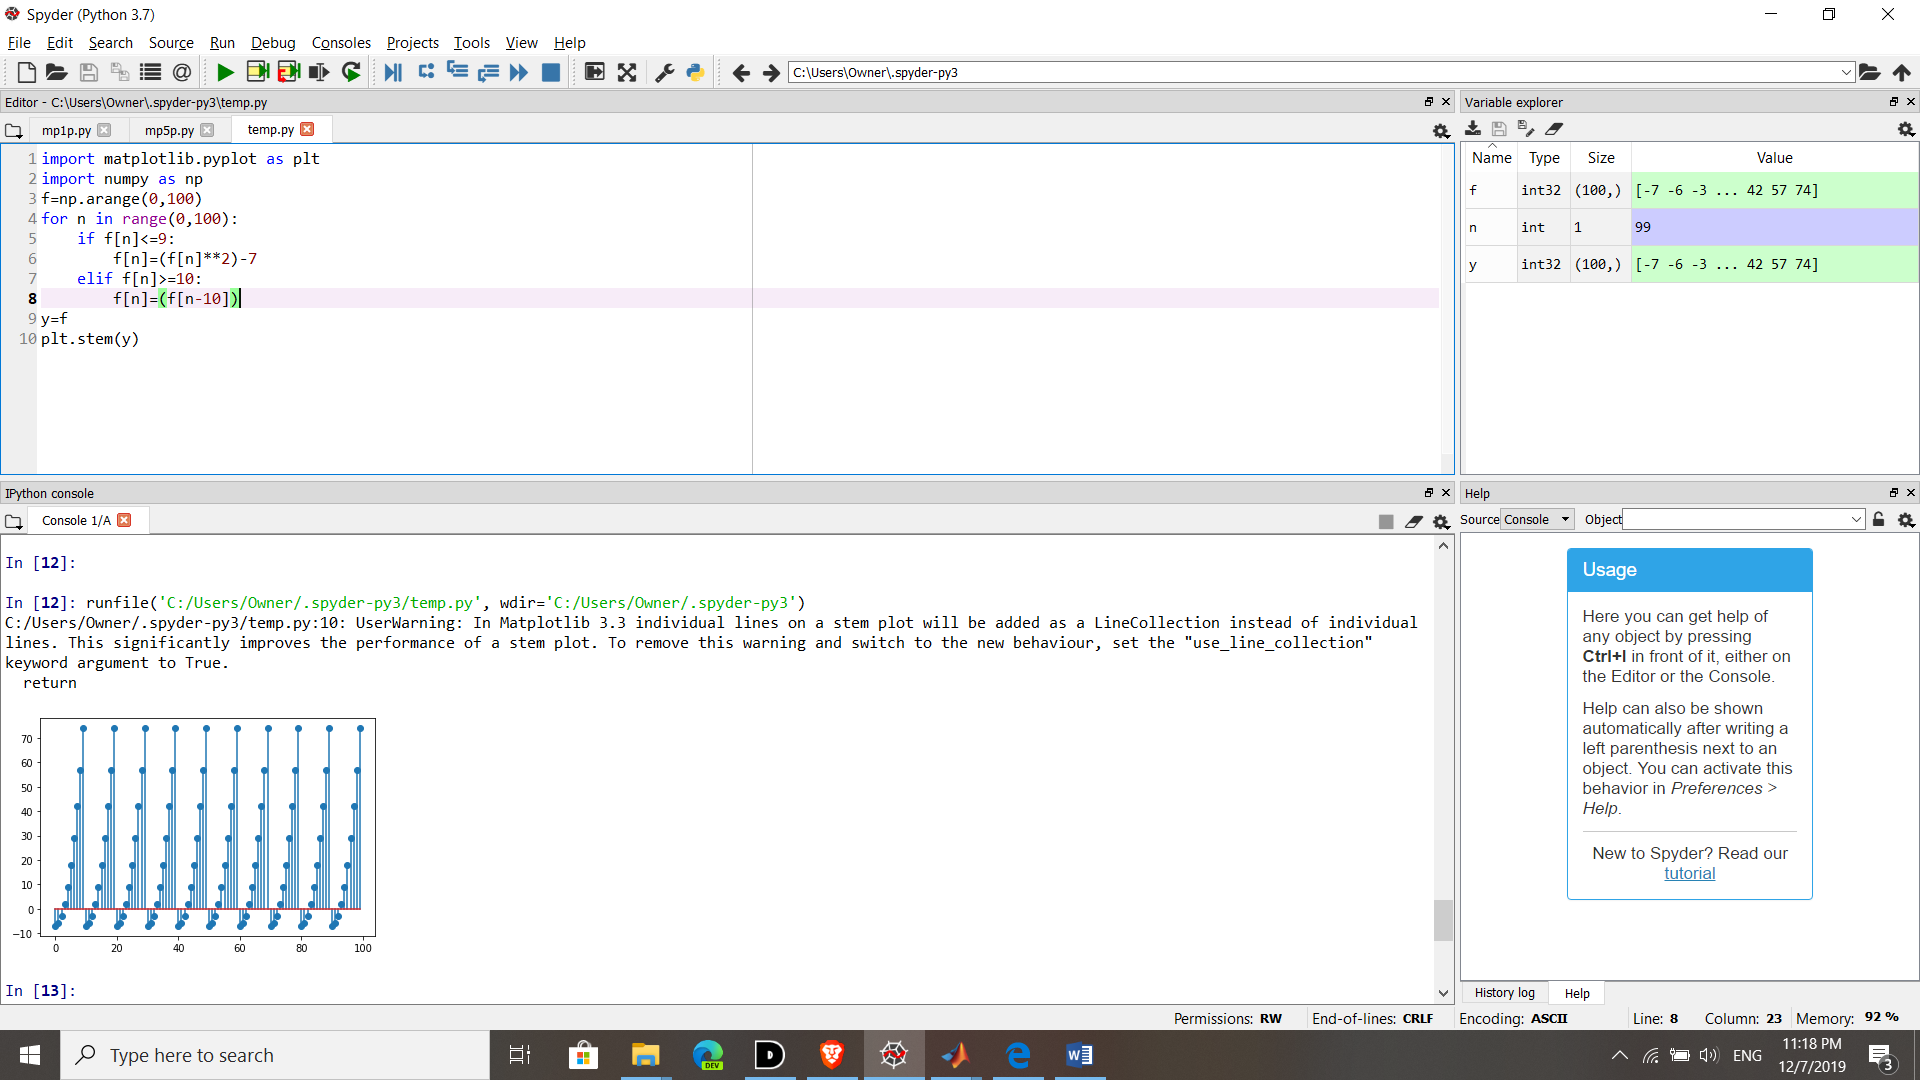 Spyder (Python 3.7)
File Edit Search Source Run Debug Consoles Projects Tools View Help
C:\Users\Owner\.spyder-py3
Editor - C:\Users\Owner\.spyder-py3\temp.py
mp1p.py mp5p.py temp.py
1 import matplotlib.pyplot as plt
2 import numpy as np
3 f=np.arange(0,100)
4 for n in range(0,100):
5     if f[n]<=9:
6         f[n]=(f[n]**2)-7
7     elif f[n]>=10:
8         f[n]=(f[n-10])
9 y=f
10 plt.stem(y)
Variable explorer
Name Type Size Value
f int32 (100,) [-7 -6 -3 ... 42 57 74]
n int 1 99
y int32 (100,) [-7 -6 -3 ... 42 57 74]
IPython console
Console 1/A
In [12]:
In [12]: runfile('C:/Users/Owner/.spyder-py3/temp.py', wdir='C:/Users/Owner/.spyder-py3')
C:/Users/Owner/.spyder-py3/temp.py:10: UserWarning: In Matplotlib 3.3 individual lines on a stem plot will be added as a LineCollection instead of individual
lines. This significantly improves the performance of a stem plot. To remove this warning and switch to the new behaviour, set the "use_line_collection"
keyword argument to True.
  return
70
60
50
40
30
20
10
0
−10
0 20 40 60 80 100
In [13]:
Help
Source Console Object
Usage
Here you can get help of
any object by pressing
Ctrl+I in front of it, either on
the Editor or the Console.
Help can also be shown
automatically after writing a
left parenthesis next to an
object. You can activate this
behavior in Preferences >
Help.
New to Spyder? Read our
tutorial
History log Help
Permissions: RW End-of-lines: CRLF Encoding: ASCII Line: 8 Column: 23 Memory: 92 %
Type here to search
DEV
D
W
ENG
11:18 PM
12/7/2019
3